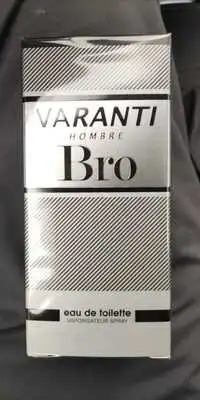 VARANTI
HOMBRE
Bro
eau de toilette
VAPORISATEUR SPRAY